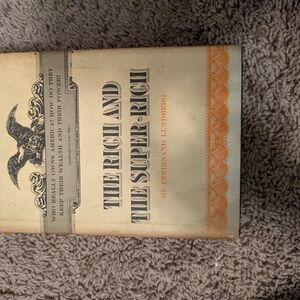 WHO REALLY OWNS AMERICA? HOW DO THEY
KEEP THEIR WEALTH AND THEIR POWER?
THE RICH AND
THE SUPER-RICH
BY FERDINAND LUNDBERG